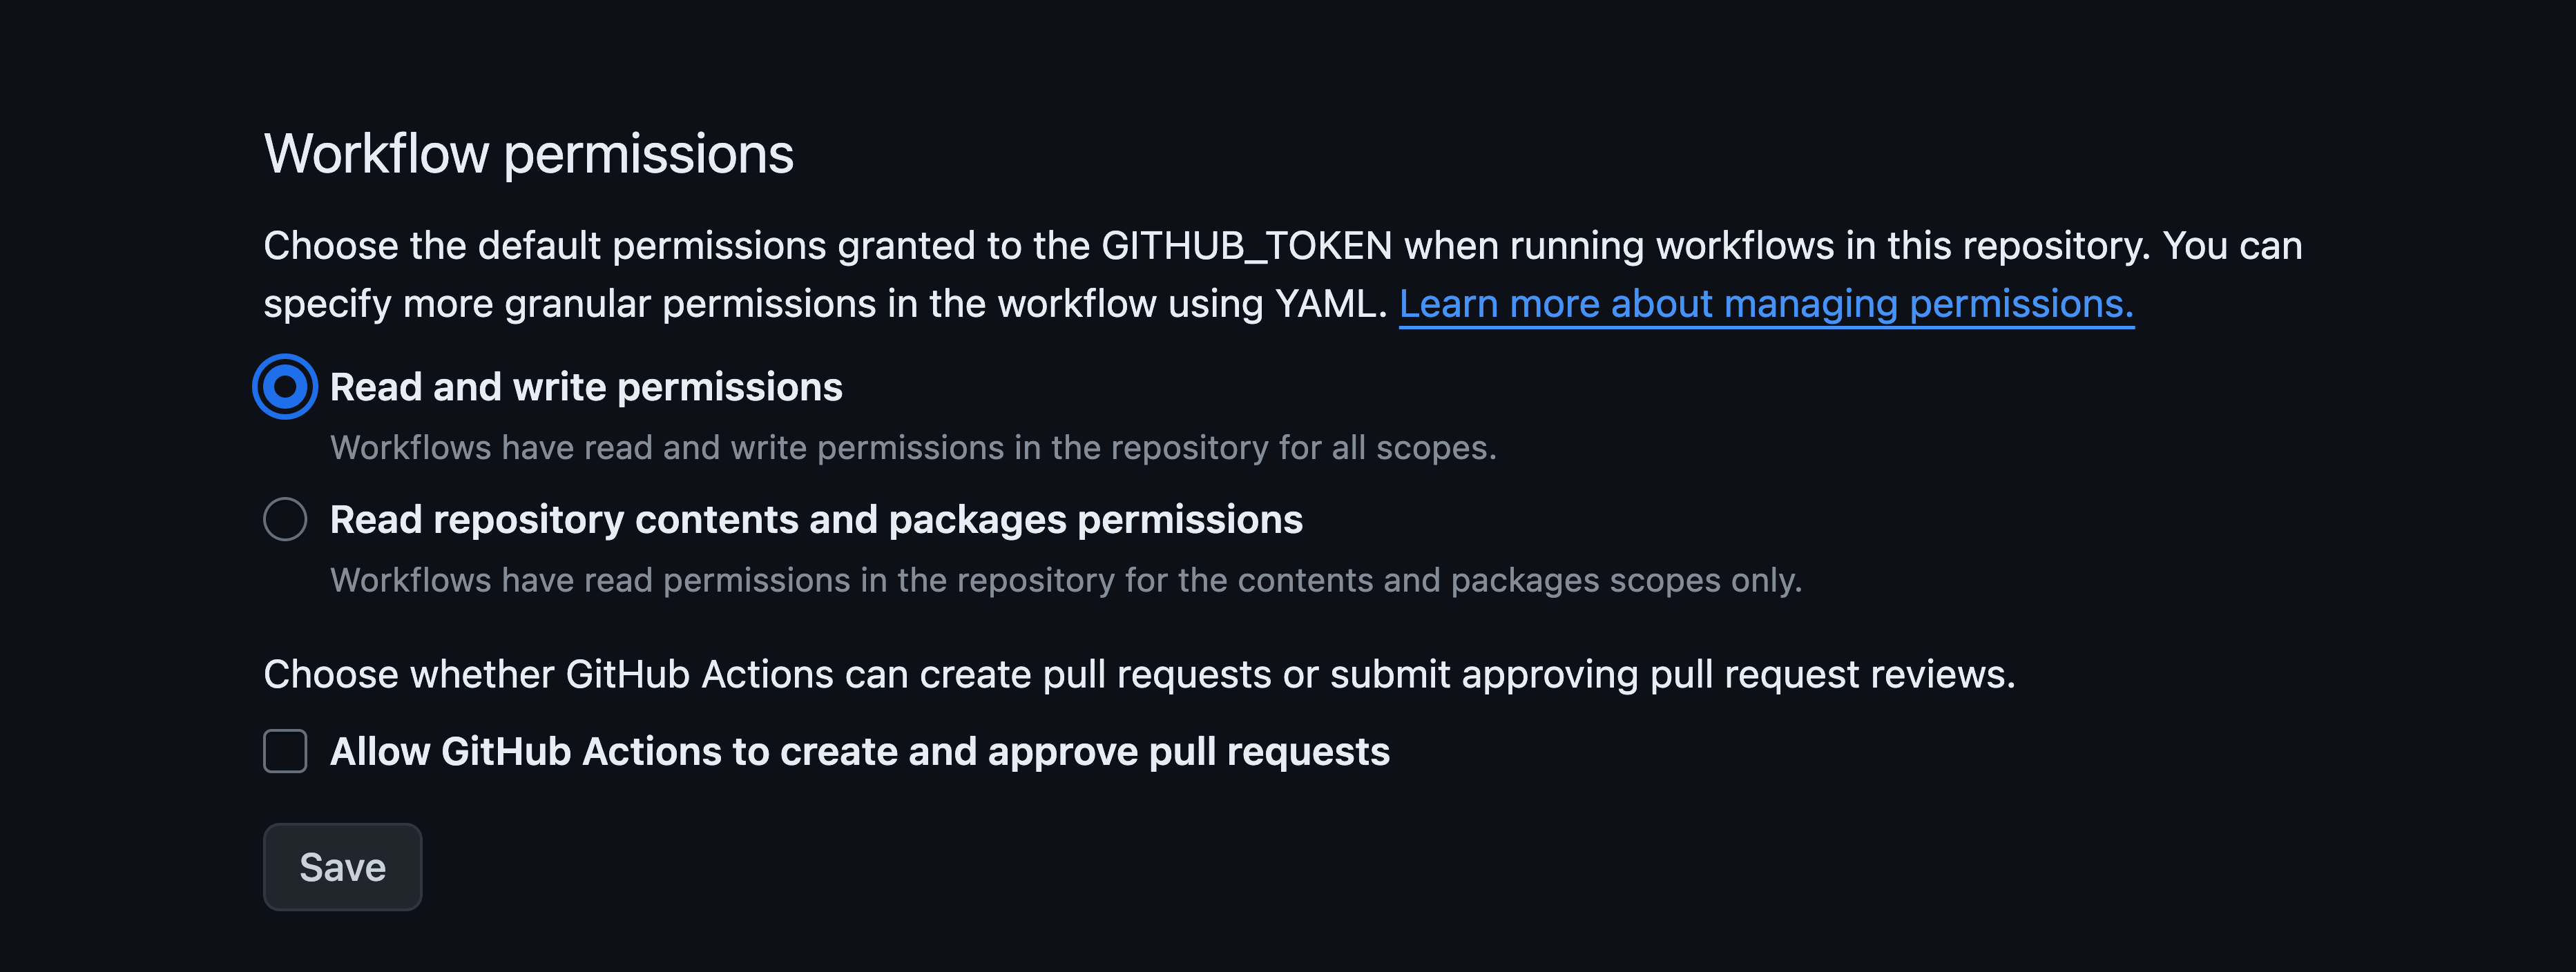 Workflow permissions
Choose the default permissions granted to the GITHUB_TOKEN when running workflows in this repository. You can
specify more granular permissions in the workflow using YAML. Learn more about managing permissions.
Read and write permissions
Workflows have read and write permissions in the repository for all scopes.
Read repository contents and packages permissions
Workflows have read permissions in the repository for the contents and packages scopes only.
Choose whether GitHub Actions can create pull requests or submit approving pull request reviews.
Allow GitHub Actions to create and approve pull requests
Save